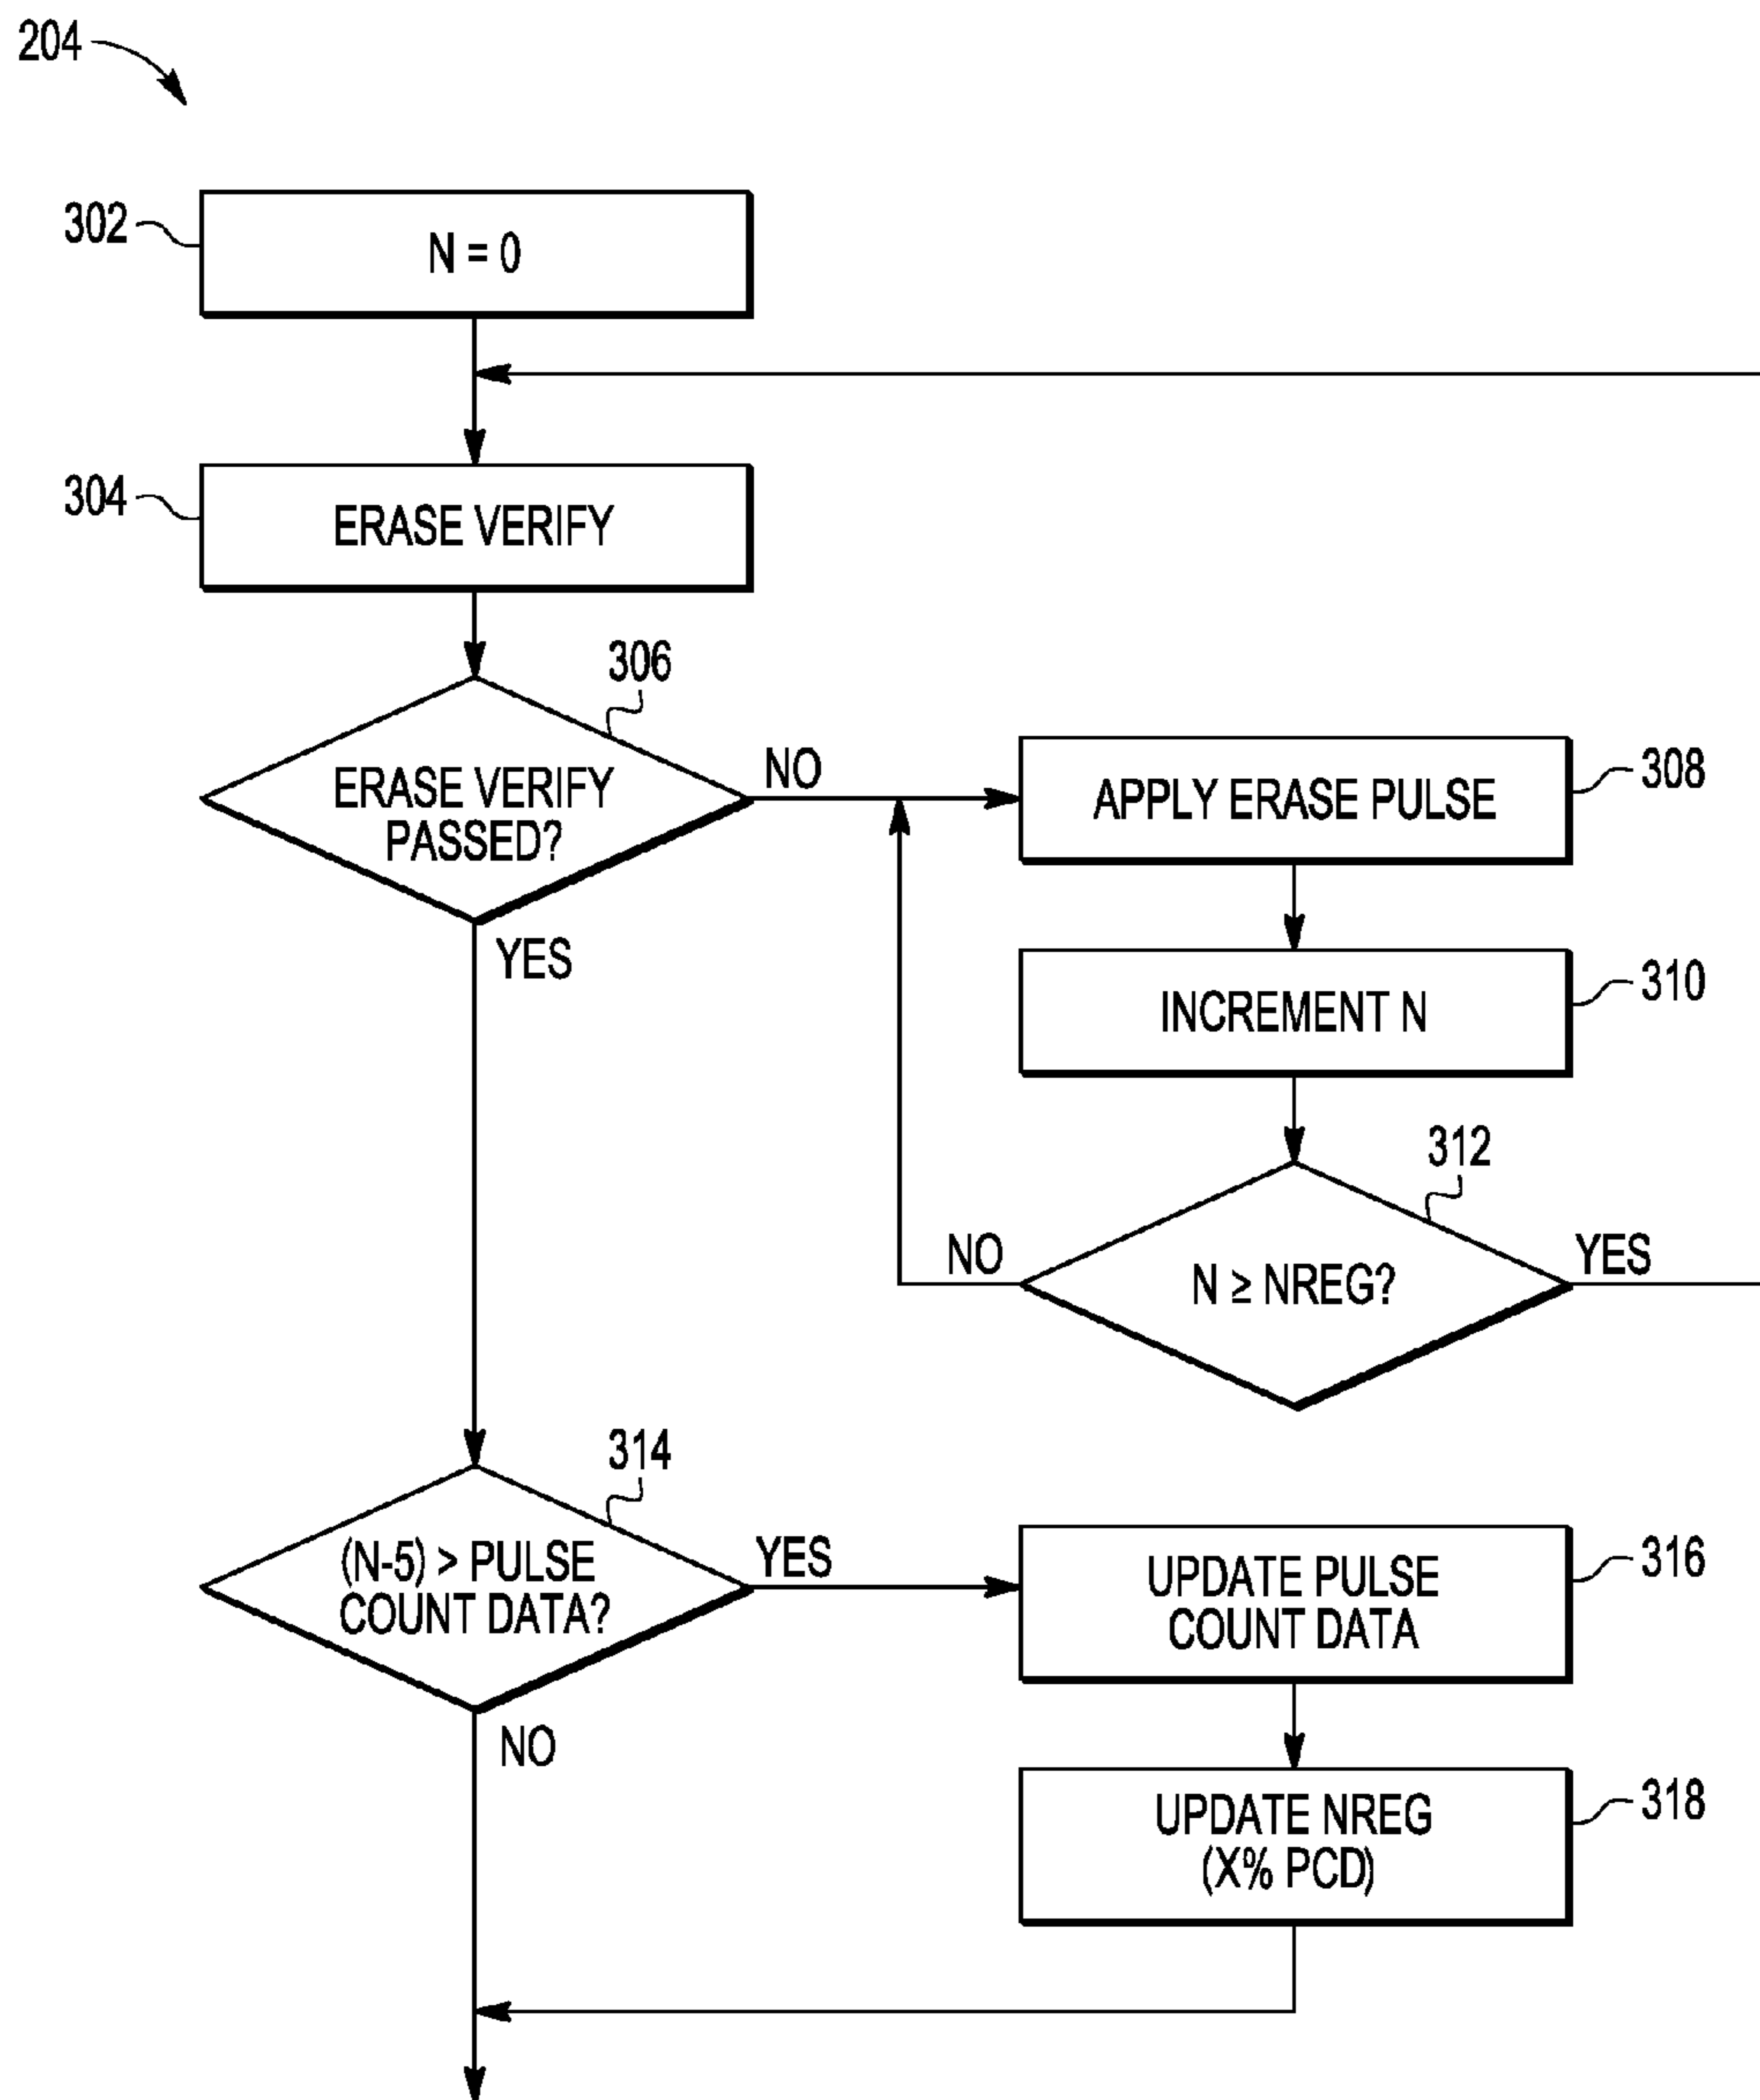 204
302
N = 0
304
ERASE VERIFY
306
ERASE VERIFY
PASSED?
NO
YES
APPLY ERASE PULSE
308
INCREMENT N
310
312
N ≥ NREG?
NO
YES
314
(N-5) > PULSE
COUNT DATA?
YES
NO
UPDATE PULSE
COUNT DATA
316
UPDATE NREG
(X% PCD)
318